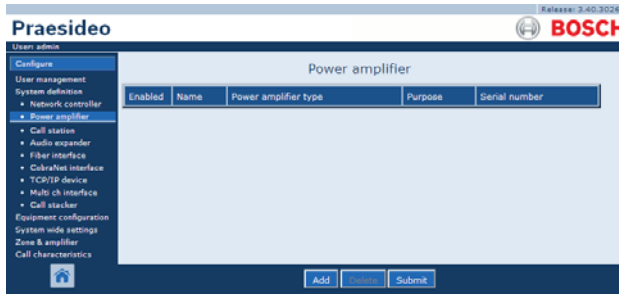 Release: 3.40.3026
Praesideo
BOSCH
User: admin
Configure
User management
System definition
• Network controller
• Power amplifier
• Call station
• Audio expander
• Fiber interface
• CobraNet interface
• TCP/IP device
• Multi ch interface
• Call stacker
Equipment configuration
System wide settings
Zone & amplifier
Call characteristics
Power amplifier
Enabled Name Power amplifier type Purpose Serial number
Add Delete Submit